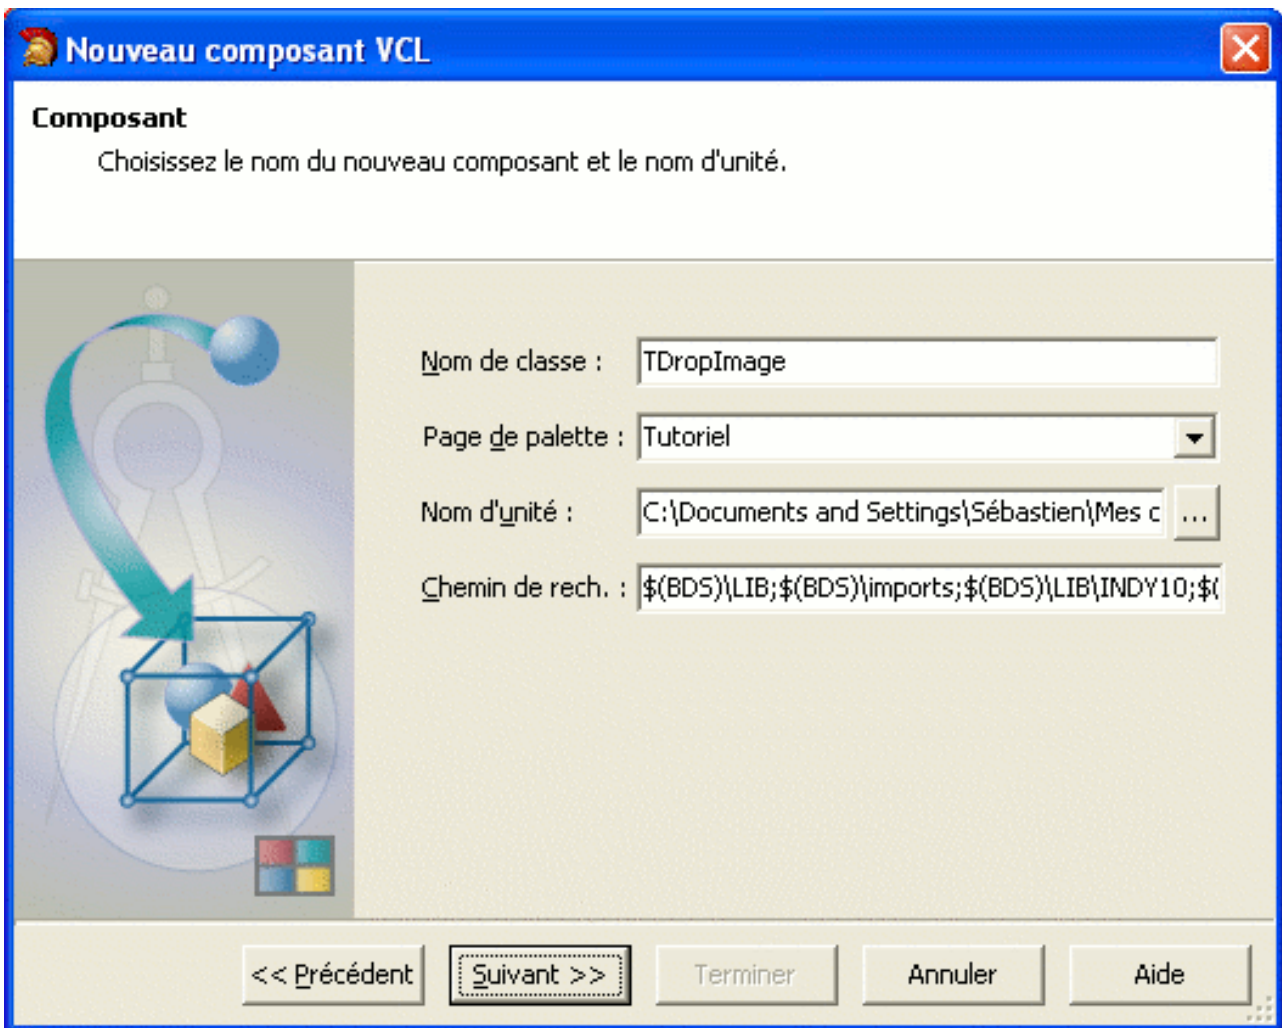 Nouveau composant VCL
Composant
Choisissez le nom du nouveau composant et le nom d'unité.
Nom de classe : TDropImage
Page de palette : Tutoriel
Nom d'unité : C:\Documents and Settings\Sébastien\Mes c ...
Chemin de rech. : $(BDS)\LIB;$(BDS)\imports;$(BDS)\LIB\INDY10;$(
<< Précédent Suivant >> Terminer Annuler Aide